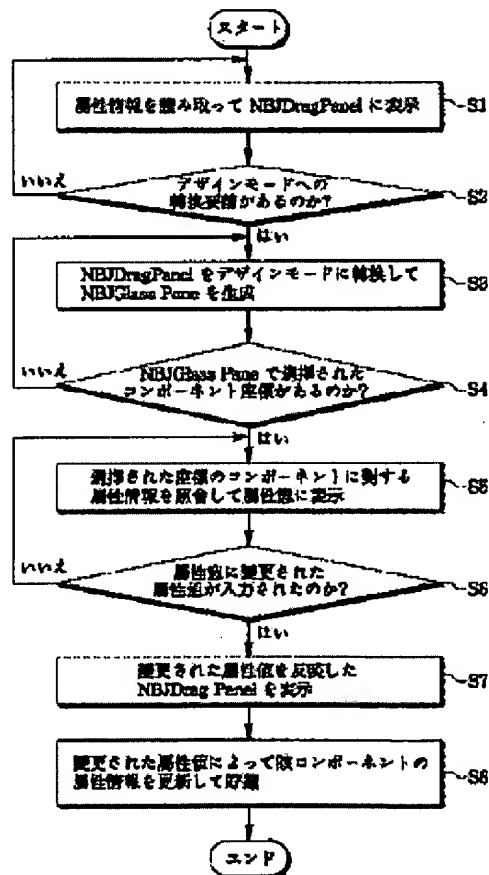 スタート
属性情報を読み取って NBJDragPanel に表示
S1
いいえ
デザインモードへの
転換要請があるのか?
S2
はい
NBJDragPanel をデザインモードに転換して
NBJGlass Pane を生成
S3
いいえ
NBJGlass Pane で選択された
コンポーネント座標があるのか?
S4
はい
選択された座標のコンポーネントに対する
属性情報を照会して属性窓に表示
S5
いいえ
属性窓に変更された
属性値が入力されたのか?
S6
はい
変更された属性値を反映した
NBJDrag Panel を表示
S7
変更された属性値によって該コンポーネントの
属性情報を更新して貯蔵
S8
エンド